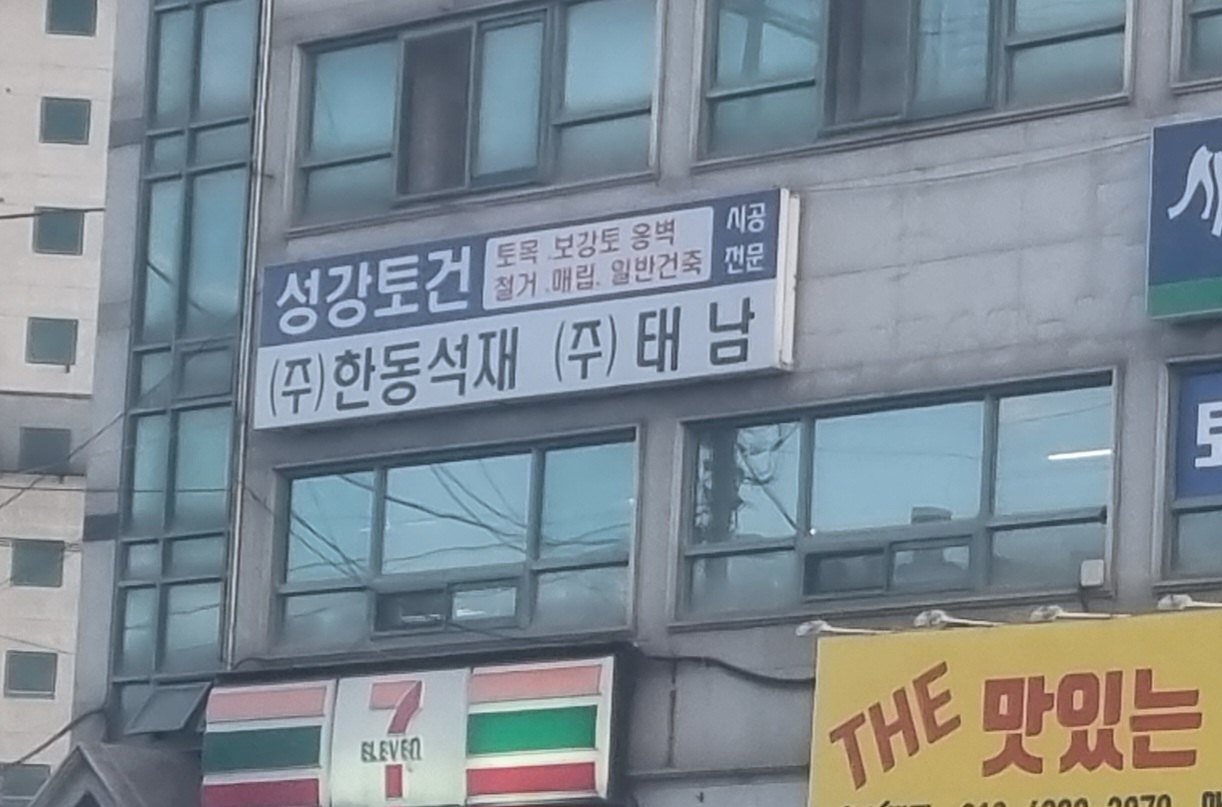 성강토건
토목 .보강토 옹벽
철거 .매립. 일반건축
시공
전문
(주)한동석재 (주)태남
7
ELEVEN
THE 맛있는